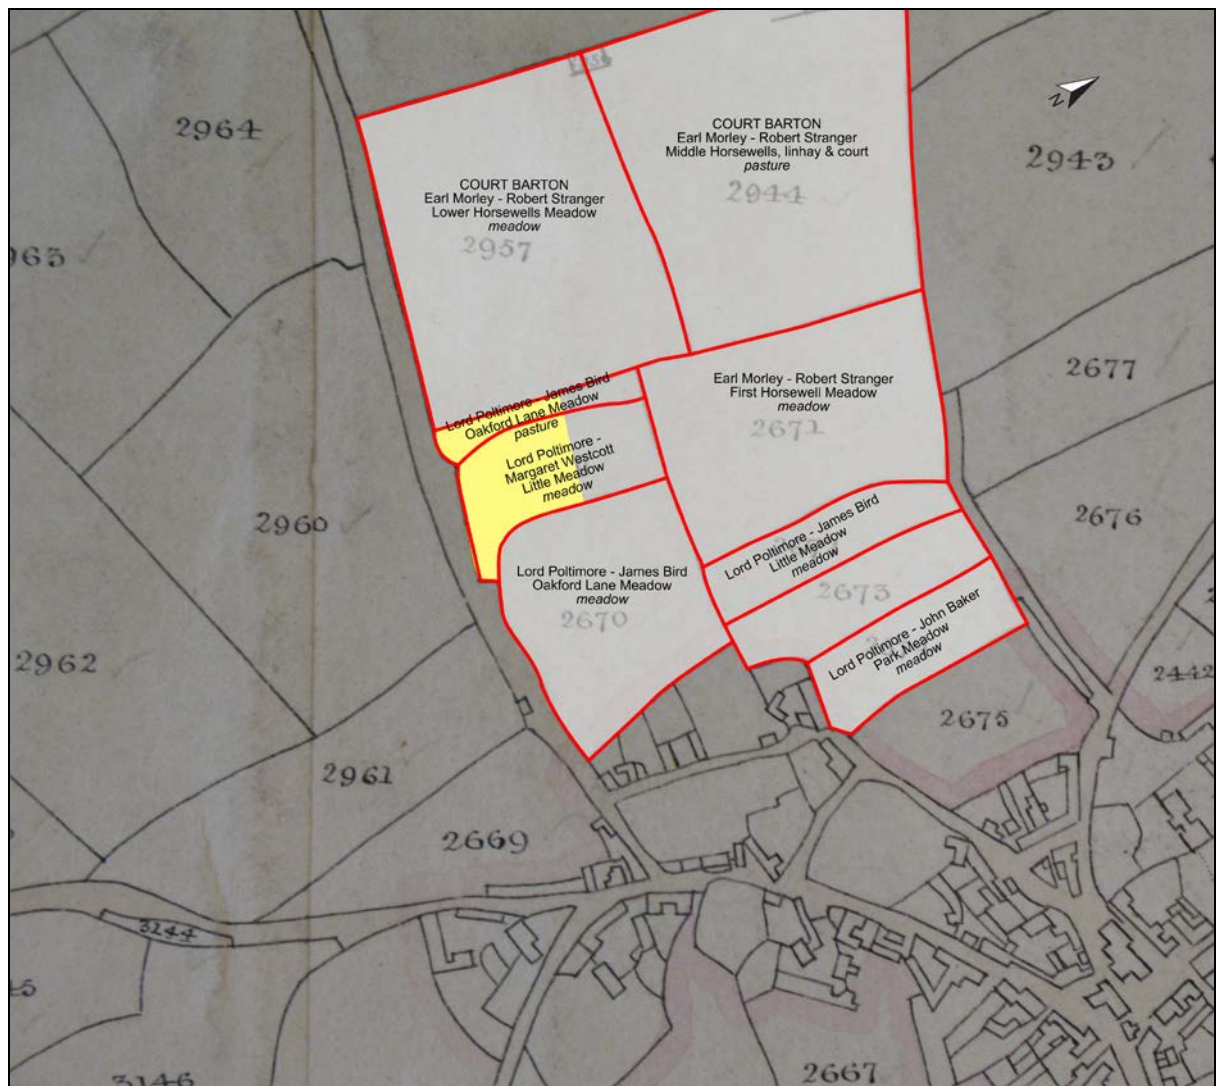 2964
COURT BARTON
Earl Morley - Robert Stranger
Middle Horsewells, linhay & court
pasture
2944
N
2943
COURT BARTON
Earl Morley - Robert Stranger
Lower Horsewells Meadow
meadow
2957
963
2677
Earl Morley - Robert Stranger
First Horsewell Meadow
meadow
2671
Lord Poltimore - James Bird
Oakford Lane Meadow
pasture
Lord Poltimore -
Margaret Westcott
Little Meadow
meadow
2960
2676
Lord Poltimore - James Bird
Little Meadow
meadow
Lord Poltimore - James Bird
Oakford Lane Meadow
meadow
2670
2673
Lord Poltimore - John Baker
Park Meadow
meadow
2962
2442
2675
2961
2669
3144
2667
3146